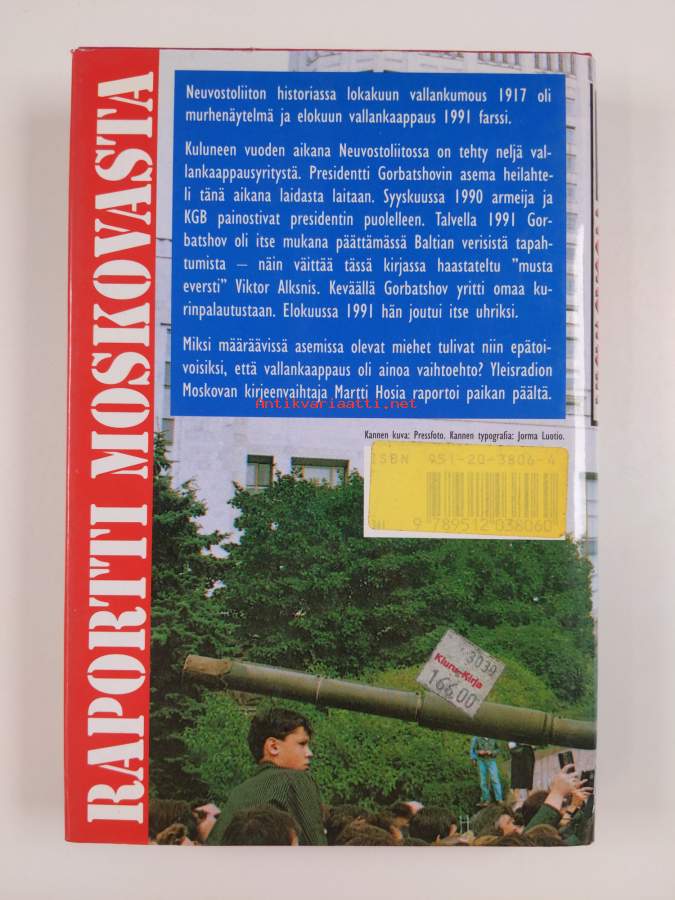 RAPORTTI MOSKOVASTA
Neuvostoliiton historiassa lokakuun vallankumous 1917 oli
murhenäytelmä ja elokuun vallankaappaus 1991 farssi.
Kuluneen vuoden aikana Neuvostoliitossa on tehty neljä val-
lankaappausyritystä. Presidentti Gorbatshovin asema heilahte-
li tänä aikana laidasta laitaan. Syyskuussa 1990 armeija ja
KGB painostivat presidentin puolelleen. Talvella 1991 Gor-
batshov oli itse mukana päättämässä Baltian verisistä tapah-
tumista – näin väittää tässä kirjassa haastateltu ”musta
eversti” Viktor Alksnis. Keväällä Gorbatshov yritti omaa ku-
rinpalautustaan. Elokuussa 1991 hän joutui itse uhriksi.
Miksi määräävissä asemissa olevat miehet tulivat niin epätoi-
voisiksi, että vallankaappaus oli ainoa vaihtoehto? Yleisradion
Moskovan kirjeenvaihtaja Martti Hosia raportoi paikan päältä.
Antikvariaatti.net
Kannen kuva: Pressfoto. Kannen typografia: Jorma Luotio.
ISBN 951-20-3806-4
9 789512 038060
3039
Kluru-Kirja
166,00